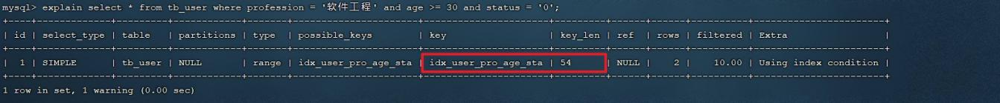 mysql> explain select * from tb_user where profession = '软件工程' and age >= 30 and status = '0';
+----+-------------+---------+------------+-------+----------------------+----------------------+---------+------+------+----------+-----------------------+
| id | select_type | table | partitions | type | possible_keys | key | key_len | ref | rows | filtered | Extra |
+----+-------------+---------+------------+-------+----------------------+----------------------+---------+------+------+----------+-----------------------+
| 1 | SIMPLE | tb_user | NULL | range | idx_user_pro_age_sta | idx_user_pro_age_sta | 54 | NULL | 2 | 10.00 | Using index condition |
+----+-------------+---------+------------+-------+----------------------+----------------------+---------+------+------+----------+-----------------------+
1 row in set, 1 warning (0.00 sec)